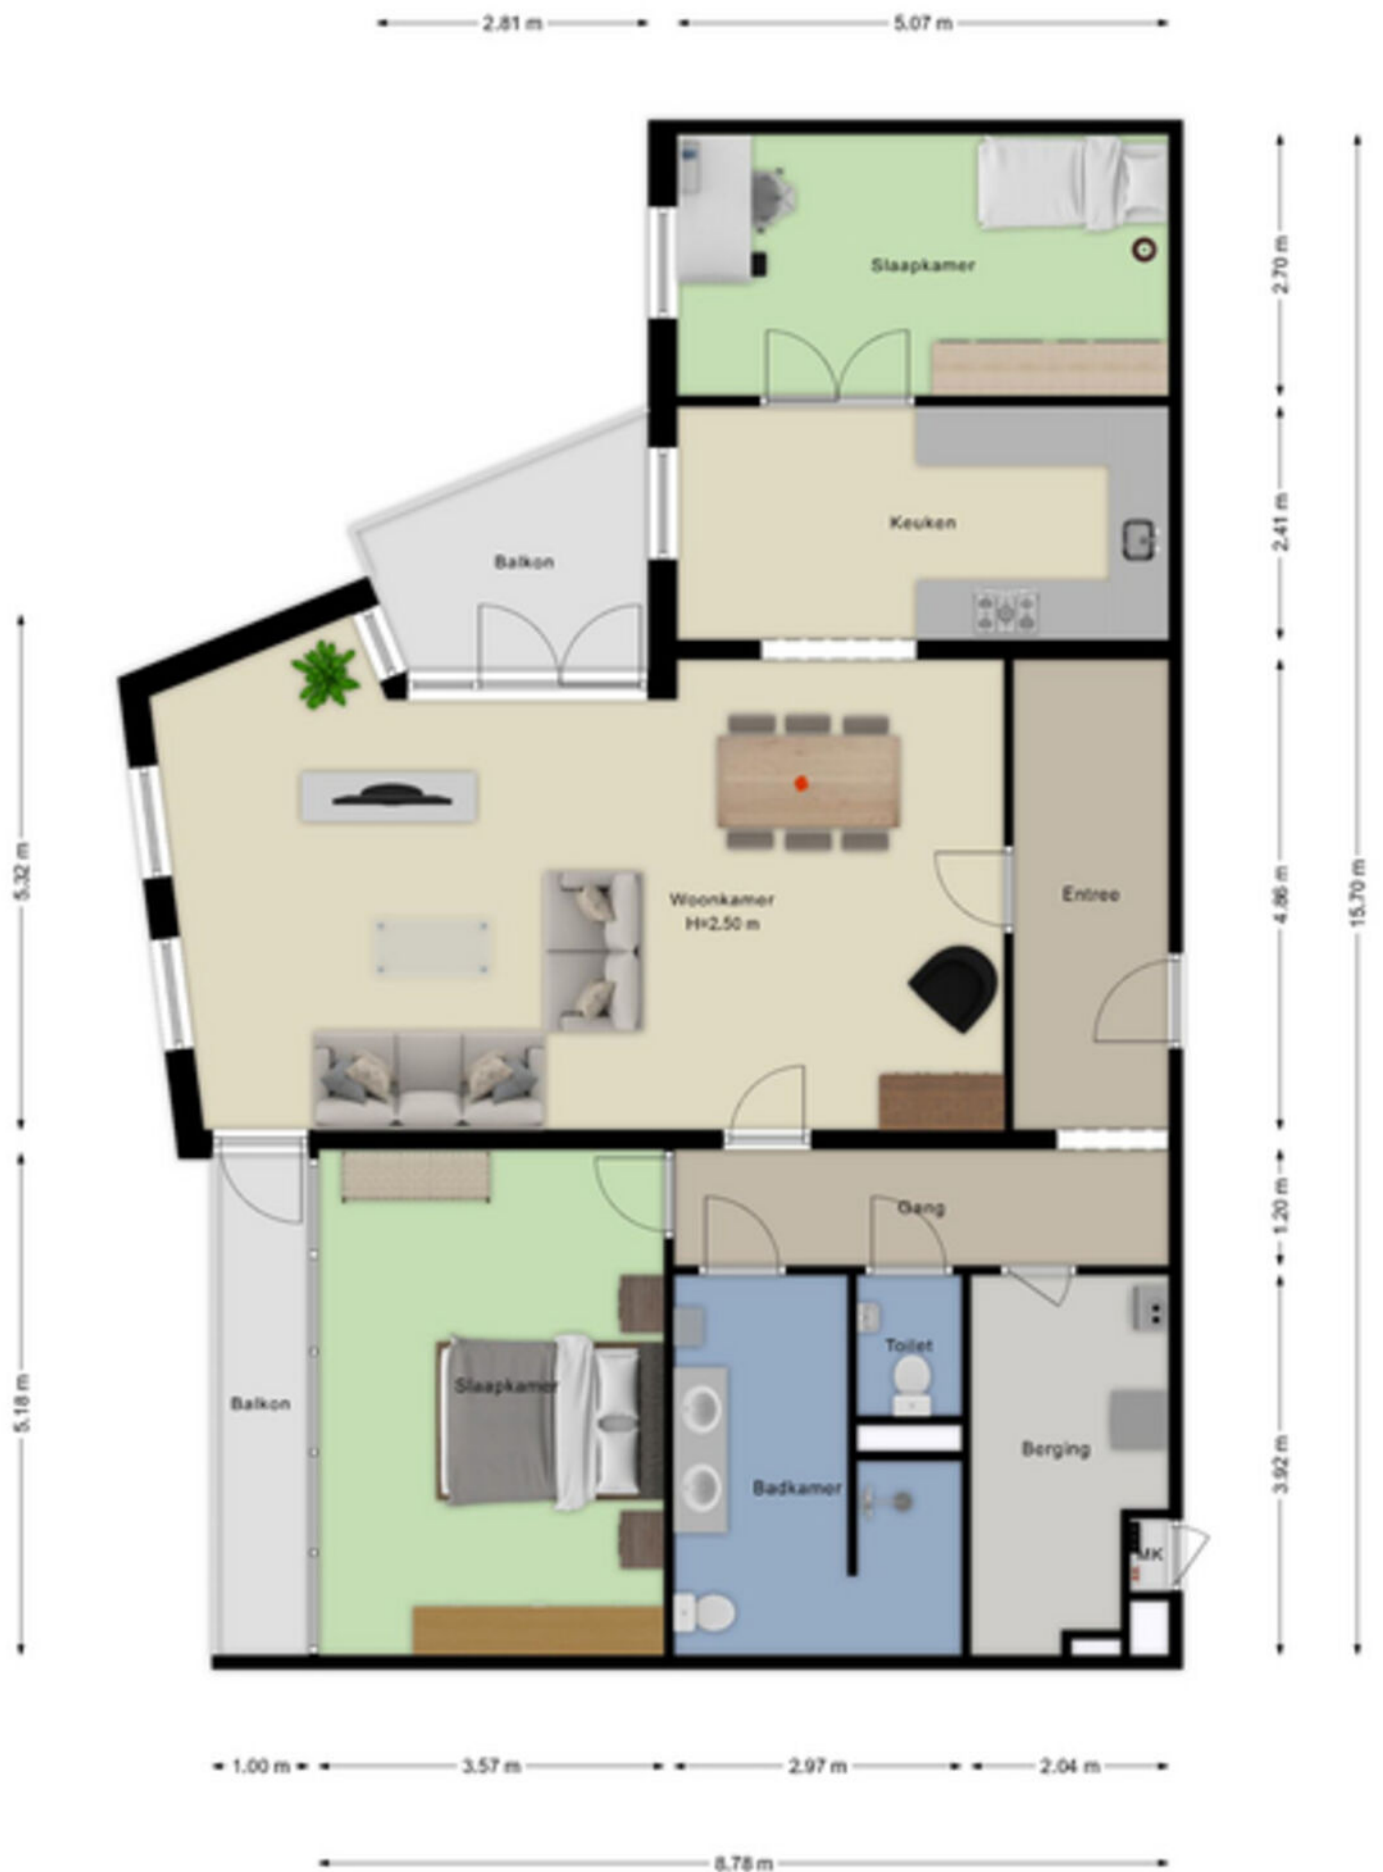 2.81 m
5.07 m
Slaapkamer
2.70 m
Keuken
2.41 m
Balkon
Woonkamer
H=2.50 m
Entree
5.32 m
4.86 m
15.70 m
Gang
1.20 m
Balkon
Slaapkamer
Toilet
Badkamer
Berging
MK
5.18 m
3.92 m
1.00 m
3.57 m
2.97 m
2.04 m
8.78 m